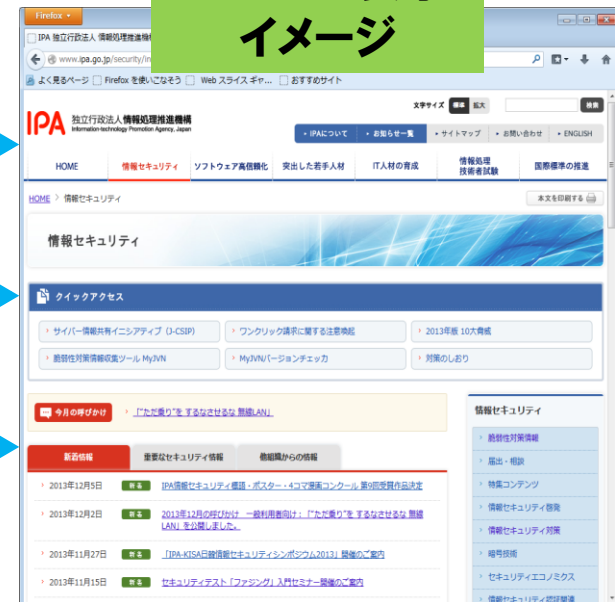 イメージ
Firefox
IPA 独立行政法人 情報処理推進機構
www.ipa.go.jp/security/in
よく見るページ Firefox を使いこなそう Web スライス ギャ... おすすめサイト
文字サイズ 標準 拡大 検索
IPA 独立行政法人 情報処理推進機構
Information-technology Promotion Agency, Japan
IPAについて お知らせ一覧 サイトマップ お問い合わせ ENGLISH
HOME 情報セキュリティ ソフトウェア高信頼化 突出した若手人材 IT人材の育成 情報処理技術者試験 国際標準の推進
HOME > 情報セキュリティ 本文を印刷する
情報セキュリティ
クイックアクセス
サイバー情報共有イニシアティブ (J-CSIP) ワンクリック請求に関する注意喚起 2013年版 10大脅威
脆弱性対策情報収集ツール MyJVN MyJVNバージョンチェッカ 対策のしおり
今月の呼びかけ 「"ただ乗り"を するなさせるな 無線LAN」
新着情報 重要なセキュリティ情報 他組織からの情報
2013年12月5日 募集 IPA情報セキュリティ標語・ポスター・4コマ漫画コンクール 第9回受賞作品決定
2013年12月2日 2013年12月の呼びかけ 一般利用者向け:「"ただ乗り"を するなさせるな 無線
LAN」を公開しました。
2013年11月27日 「IPA-KISA日韓情報セキュリティシンポジウム2013」開催のご案内
2013年11月15日 セキュリティテスト「ファジング」入門セミナー開催のご案内
情報セキュリティ
脆弱性対策情報
届出・相談
特集コンテンツ
情報セキュリティ啓発
情報セキュリティ対策
暗号技術
セキュリティエコノミクス
情報セキュリティ認証関連